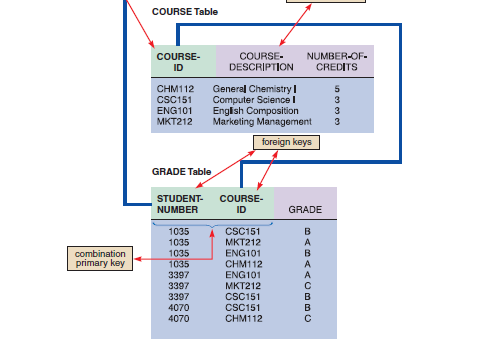 COURSE Table
COURSE-ID COURSE-DESCRIPTION NUMBER-OF-CREDITS
CHM112 General Chemistry I 5
CSC151 Computer Science I 3
ENG101 English Composition 3
MKT212 Marketing Management 3
foreign keys
GRADE Table
STUDENT-NUMBER COURSE-ID GRADE
1035 CSC151 B
1035 MKT212 A
1035 ENG101 B
1035 CHM112 A
3397 ENG101 A
3397 MKT212 C
3397 CSC151 B
4070 CSC151 B
4070 CHM112 C
combination
primary key